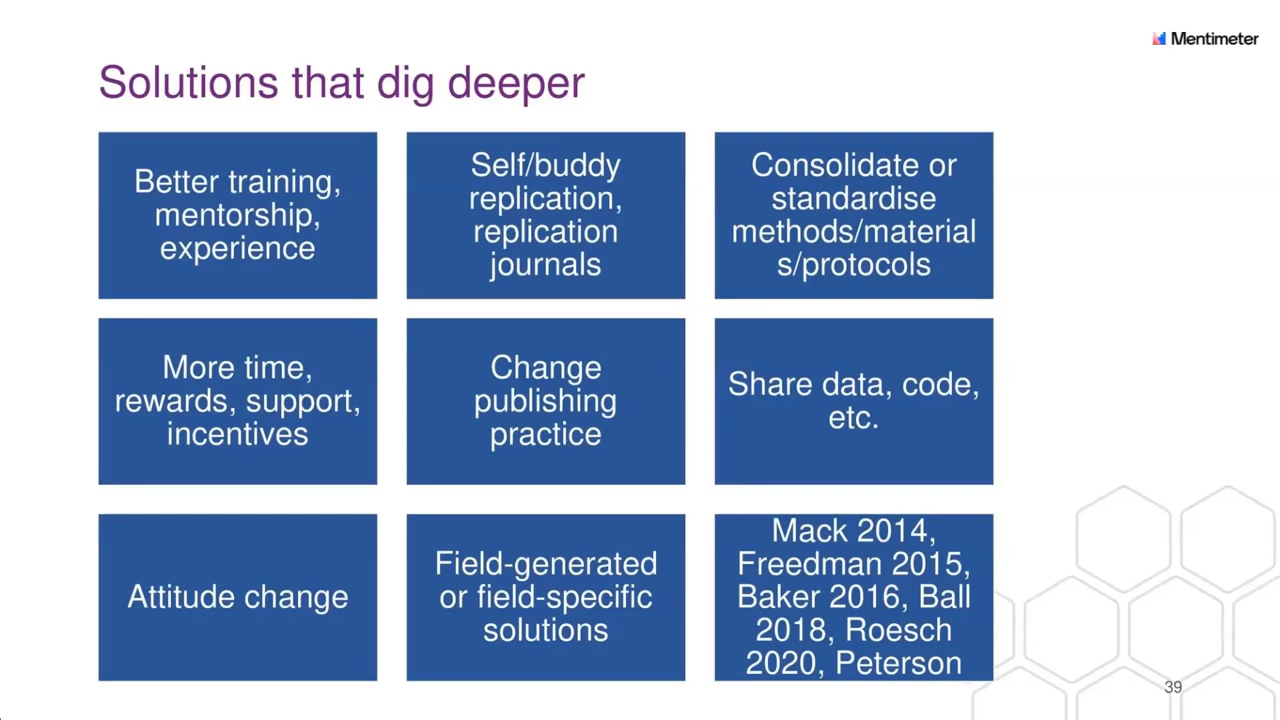 Mentimeter
Solutions that dig deeper
Better training,
mentorship,
experience
Self/buddy
replication,
replication
journals
Consolidate or
standardise
methods/material
s/protocols
More time,
rewards, support,
incentives
Change
publishing
practice
Share data, code,
etc.
Attitude change
Field-generated
or field-specific
solutions
Mack 2014,
Freedman 2015,
Baker 2016, Ball
2018, Roesch
2020, Peterson
39